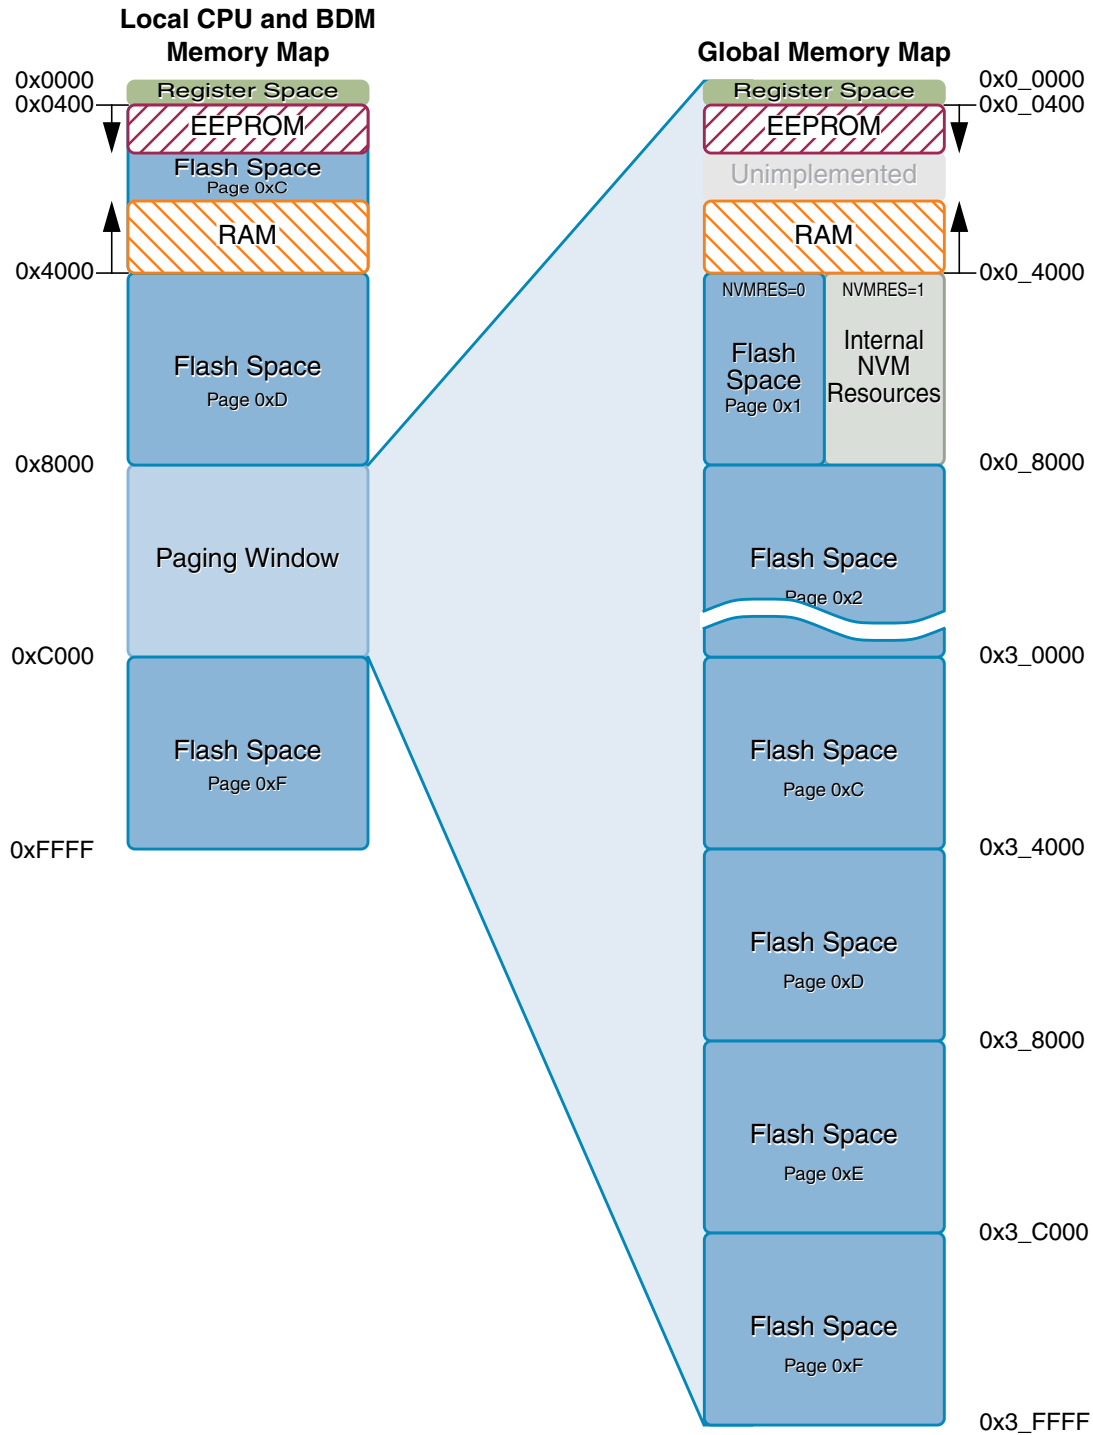 Local CPU and BDM
Memory Map
0x0000
Register Space
0x0400
EEPROM
Flash Space
Page 0xC
RAM
0x4000
Flash Space
Page 0xD
0x8000
Paging Window
0xC000
Flash Space
Page 0xF
0xFFFF
Global Memory Map
0x0_0000
Register Space
0x0_0400
EEPROM
Unimplemented
RAM
0x0_4000
NVMRES=0
Flash
Space
Page 0x1
NVMRES=1
Internal
NVM
Resources
0x0_8000
Flash Space
Page 0x2
0x3_0000
Flash Space
Page 0xC
0x3_4000
Flash Space
Page 0xD
0x3_8000
Flash Space
Page 0xE
0x3_C000
Flash Space
Page 0xF
0x3_FFFF